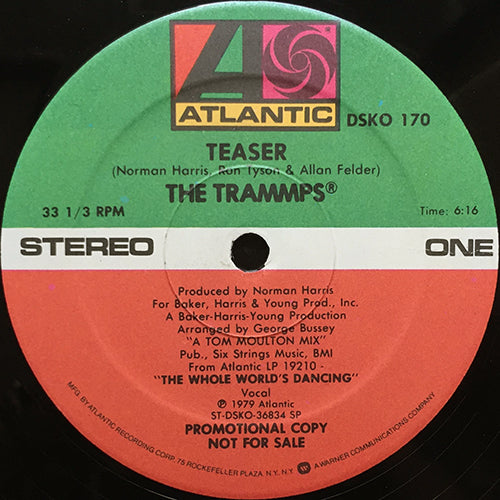 ATLANTIC
DSKO 170
TEASER
(Norman Harris, Ron Tyson & Allan Felder)
THE TRAMMPS®
33 1/3 RPM
Time: 6:16
STEREO
ONE
Produced by Norman Harris
For Baker, Harris & Young Prod., Inc.
A Baker-Harris-Young Production
Arranged by George Bussey
"A TOM MOULTON MIX"
Pub., Six Strings Music, BMI
From Atlantic LP 19210 -
"THE WHOLE WORLD'S DANCING"
Vocal
℗ 1979 Atlantic
ST-DSKO-36834 SP
PROMOTIONAL COPY
NOT FOR SALE
MFG. BY ATLANTIC RECORDING CORP. 75 ROCKEFELLER PLAZA. N.Y. N.Y. A WARNER COMMUNICATIONS COMPANY